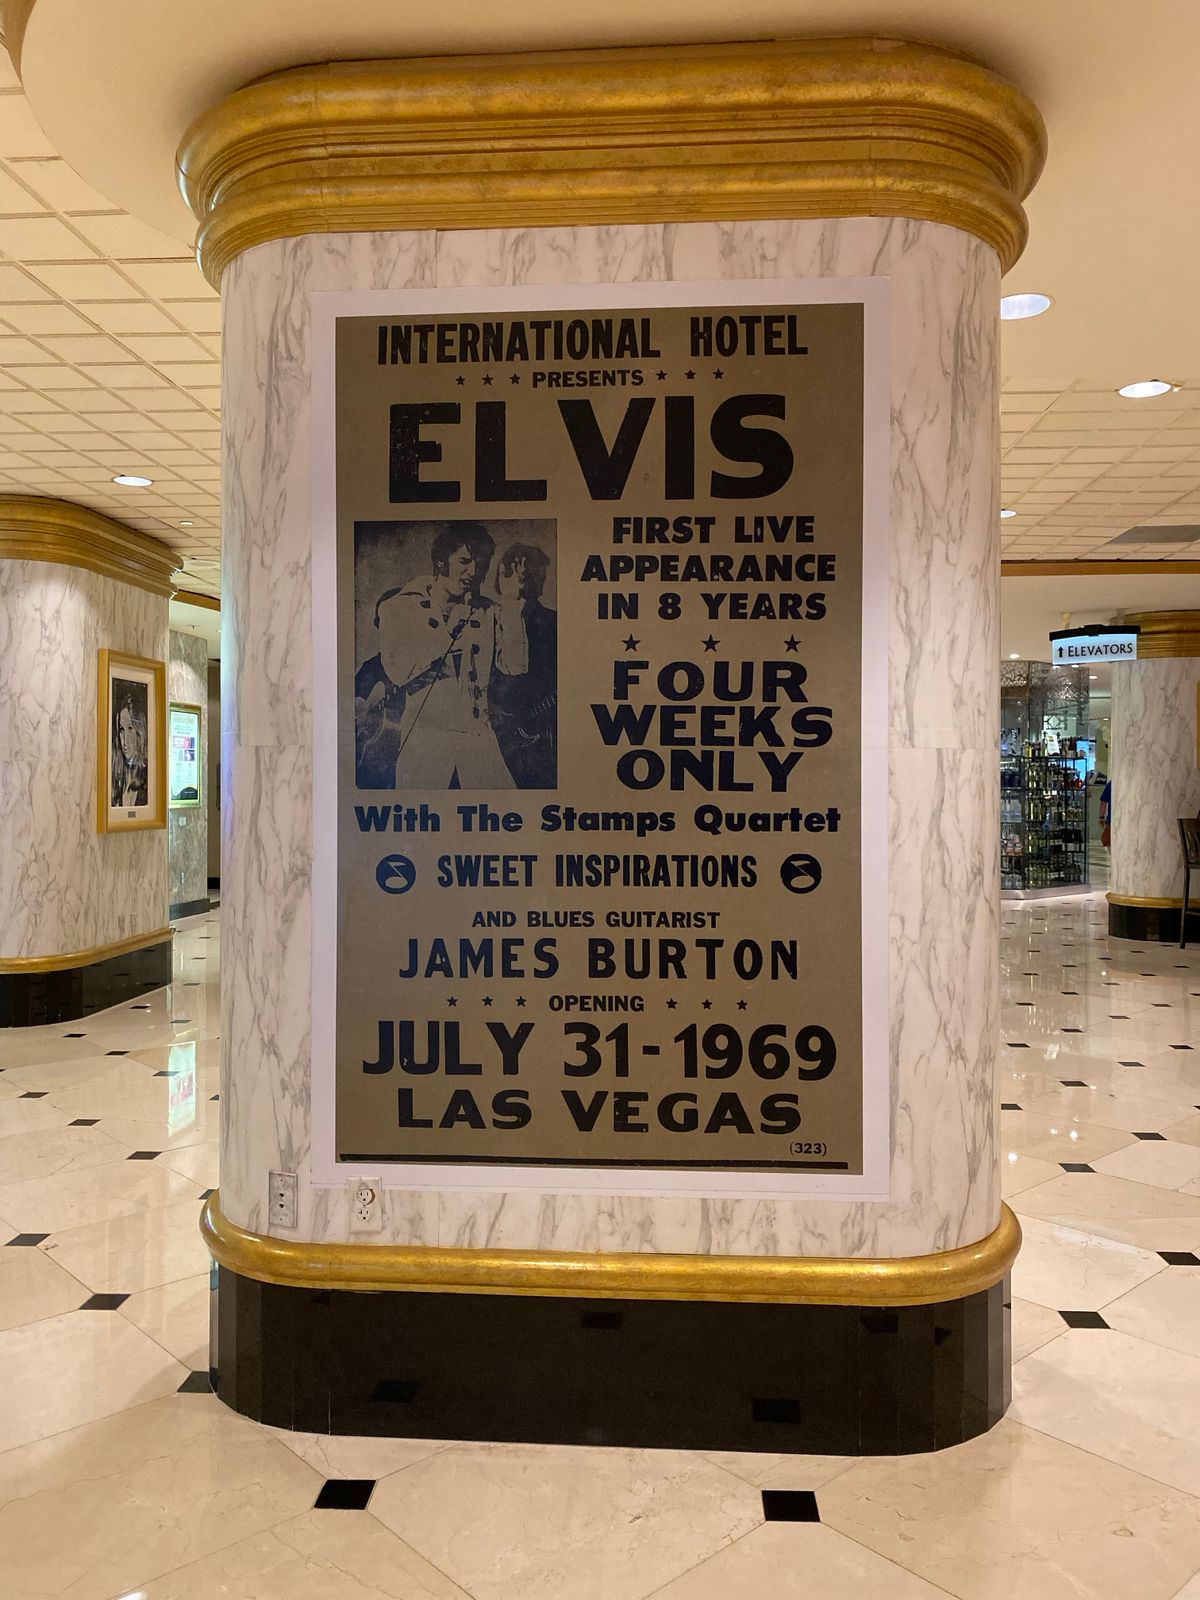 INTERNATIONAL HOTEL
PRESENTS
ELVIS
FIRST LIVE
APPEARANCE
IN 8 YEARS
FOUR
WEEKS
ONLY
With The Stamps Quartet
SWEET INSPIRATIONS
AND BLUES GUITARIST
JAMES BURTON
OPENING
JULY 31-1969
LAS VEGAS
(323)
↑ ELEVATORS